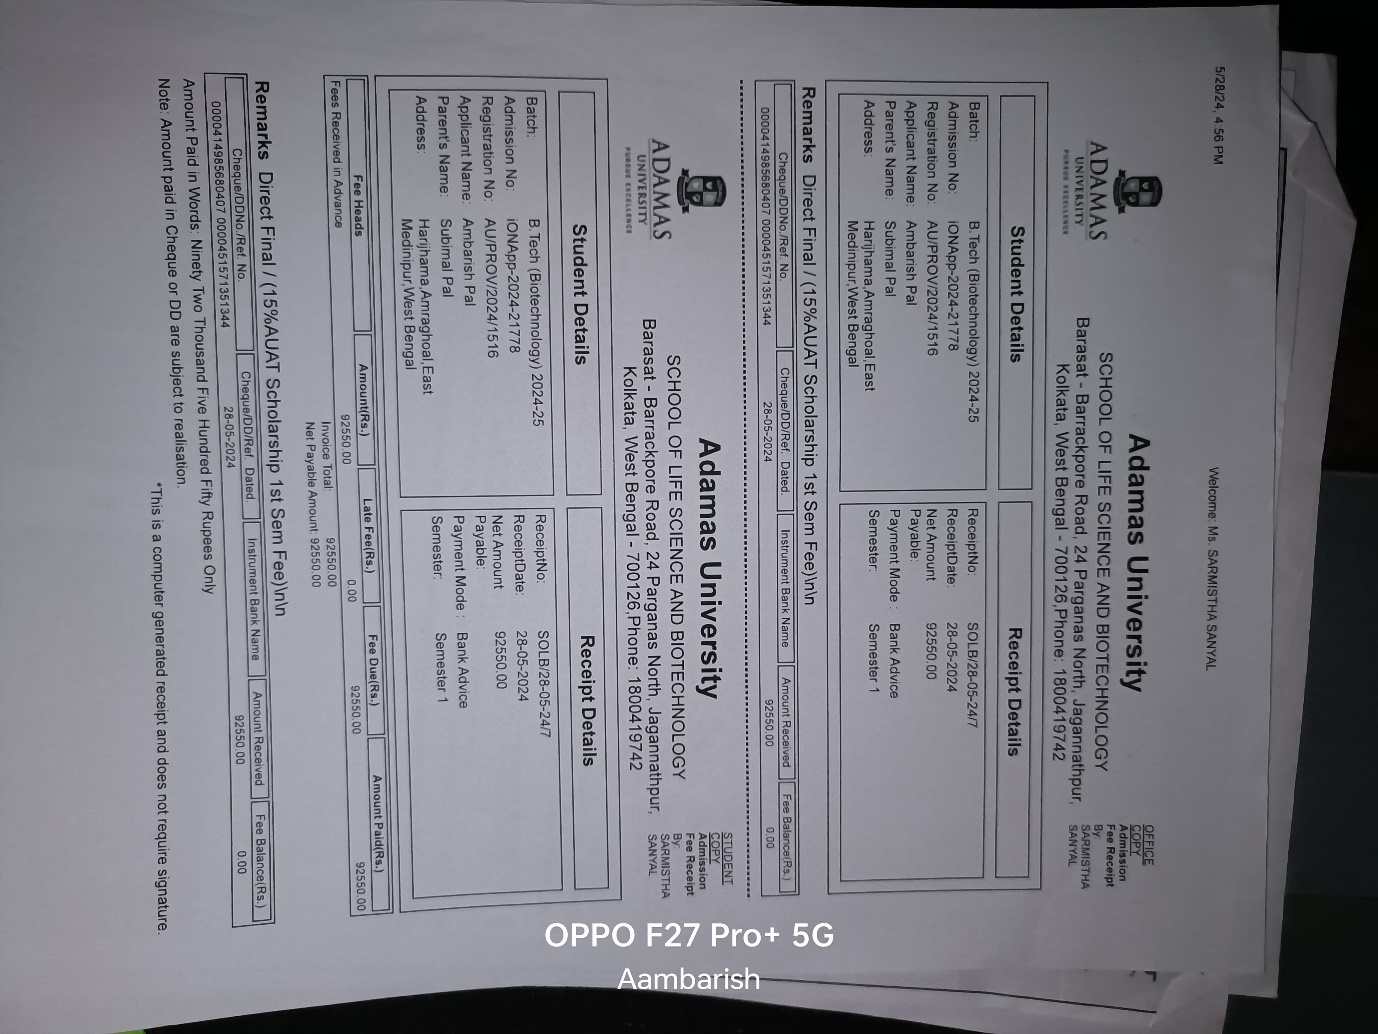 5/28/24, 4:56 PM
Welcome: Ms. SARMISTHA SANYAL
ADAMAS
UNIVERSITY
PURSUE EXCELLENCE
Adamas University
SCHOOL OF LIFE SCIENCE AND BIOTECHNOLOGY
Barasat - Barrackpore Road, 24 Parganas North, Jagannathpur,
Kolkata, West Bengal - 700126,Phone: 1800419742
OFFICE
COPY
Admission
Fee Receipt
By:
SARMISTHA
SANYAL
Student Details
Receipt Details
Batch: B.Tech (Biotechnology) 2024-25
Admission No: iONApp-2024-21778
Registration No: AU/PROV/2024/1516
Applicant Name: Ambarish Pal
Parent's Name: Subimal Pal
Address: Harijhama,Amraghoal,East
Medinipur,West Bengal
ReceiptNo: SOLB/28-05-24/7
ReceiptDate: 28-05-2024
Net Amount 92550.00
Payable:
Payment Mode : Bank Advice
Semester: Semester 1
Remarks Direct Final / (15%AUAT Scholarship 1st Sem Fee)\n\n
Cheque/DDNo./Ref. No. Cheque/DD/Ref. Dated. Instrument Bank Name Amount Received Fee Balance(Rs.)
0000414985680407 0000451571351344 28-05-2024 92550.00 0.00
ADAMAS
UNIVERSITY
PURSUE EXCELLENCE
Adamas University
SCHOOL OF LIFE SCIENCE AND BIOTECHNOLOGY
Barasat - Barrackpore Road, 24 Parganas North, Jagannathpur,
Kolkata, West Bengal - 700126,Phone: 1800419742
STUDENT
COPY
Admission
Fee Receipt
By:
SARMISTHA
SANYAL
Student Details
Receipt Details
Batch: B.Tech (Biotechnology) 2024-25
Admission No: iONApp-2024-21778
Registration No: AU/PROV/2024/1516
Applicant Name: Ambarish Pal
Parent's Name: Subimal Pal
Address: Harijhama,Amraghoal,East
Medinipur,West Bengal
ReceiptNo: SOLB/28-05-24/7
ReceiptDate: 28-05-2024
Net Amount 92550.00
Payable:
Payment Mode : Bank Advice
Semester: Semester 1
Fee Heads Amount(Rs.) Late Fee(Rs.) Fee Due(Rs.) Amount Paid(Rs.)
Fees Received in Advance 92550.00 0.00 92550.00 92550.00
Invoice Total: 92550.00
Net Payable Amount: 92550.00
Remarks Direct Final / (15%AUAT Scholarship 1st Sem Fee)\n\n
Cheque/DDNo./Ref. No. Cheque/DD/Ref. Dated. Instrument Bank Name Amount Received Fee Balance(Rs.)
0000414985680407 0000451571351344 28-05-2024 92550.00 0.00
Amount Paid in Words: Ninety Two Thousand Five Hundred Fifty Rupees Only
Note: Amount paid in Cheque or DD are subject to realisation.
*This is a computer generated receipt and does not require signature.
OPPO F27 Pro+ 5G
Aambarish